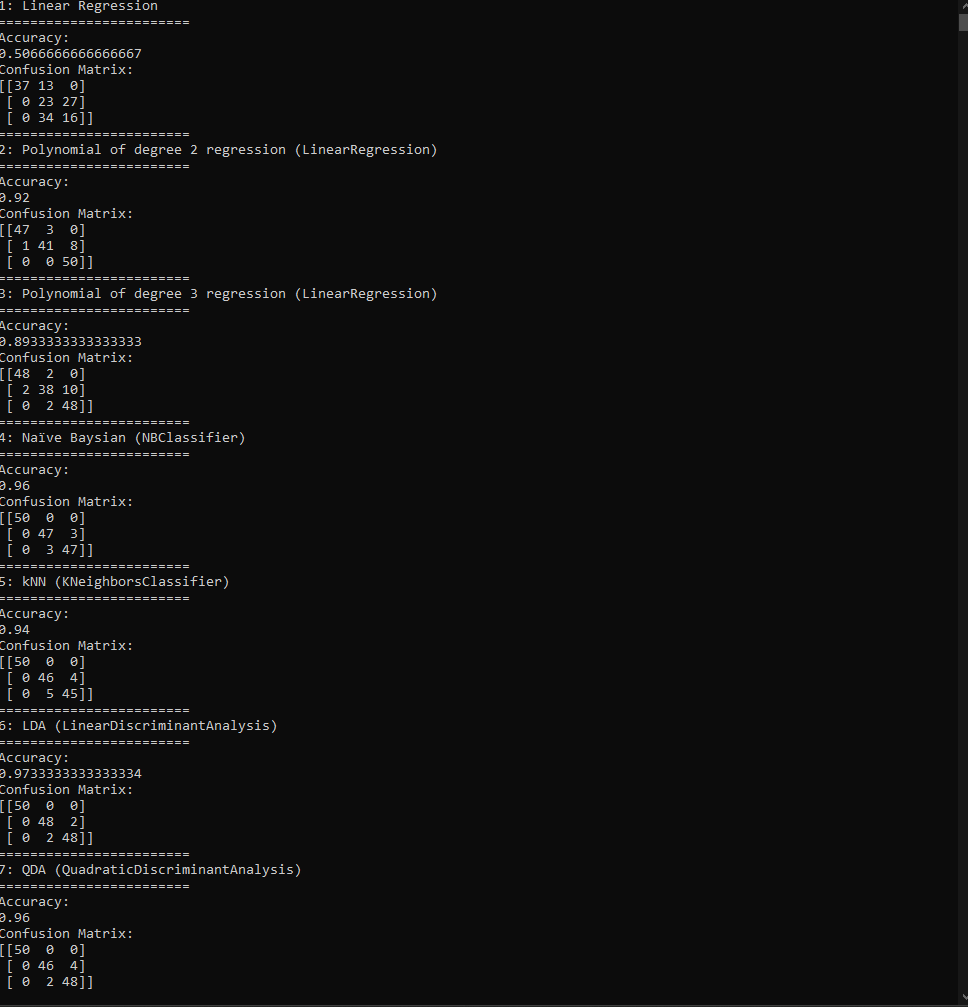 1: Linear Regression
========================
Accuracy:
0.5066666666666667
Confusion Matrix:
[[37 13  0]
 [ 0 23 27]
 [ 0 34 16]]
========================
2: Polynomial of degree 2 regression (LinearRegression)
========================
Accuracy:
0.92
Confusion Matrix:
[[47  3  0]
 [ 1 41  8]
 [ 0  0 50]]
========================
3: Polynomial of degree 3 regression (LinearRegression)
========================
Accuracy:
0.8933333333333333
Confusion Matrix:
[[48  2  0]
 [ 2 38 10]
 [ 0  2 48]]
========================
4: Naïve Baysian (NBClassifier)
========================
Accuracy:
0.96
Confusion Matrix:
[[50  0  0]
 [ 0 47  3]
 [ 0  3 47]]
========================
5: kNN (KNeighborsClassifier)
========================
Accuracy:
0.94
Confusion Matrix:
[[50  0  0]
 [ 0 46  4]
 [ 0  5 45]]
========================
6: LDA (LinearDiscriminantAnalysis)
========================
Accuracy:
0.9733333333333334
Confusion Matrix:
[[50  0  0]
 [ 0 48  2]
 [ 0  2 48]]
========================
7: QDA (QuadraticDiscriminantAnalysis)
========================
Accuracy:
0.96
Confusion Matrix:
[[50  0  0]
 [ 0 46  4]
 [ 0  2 48]]